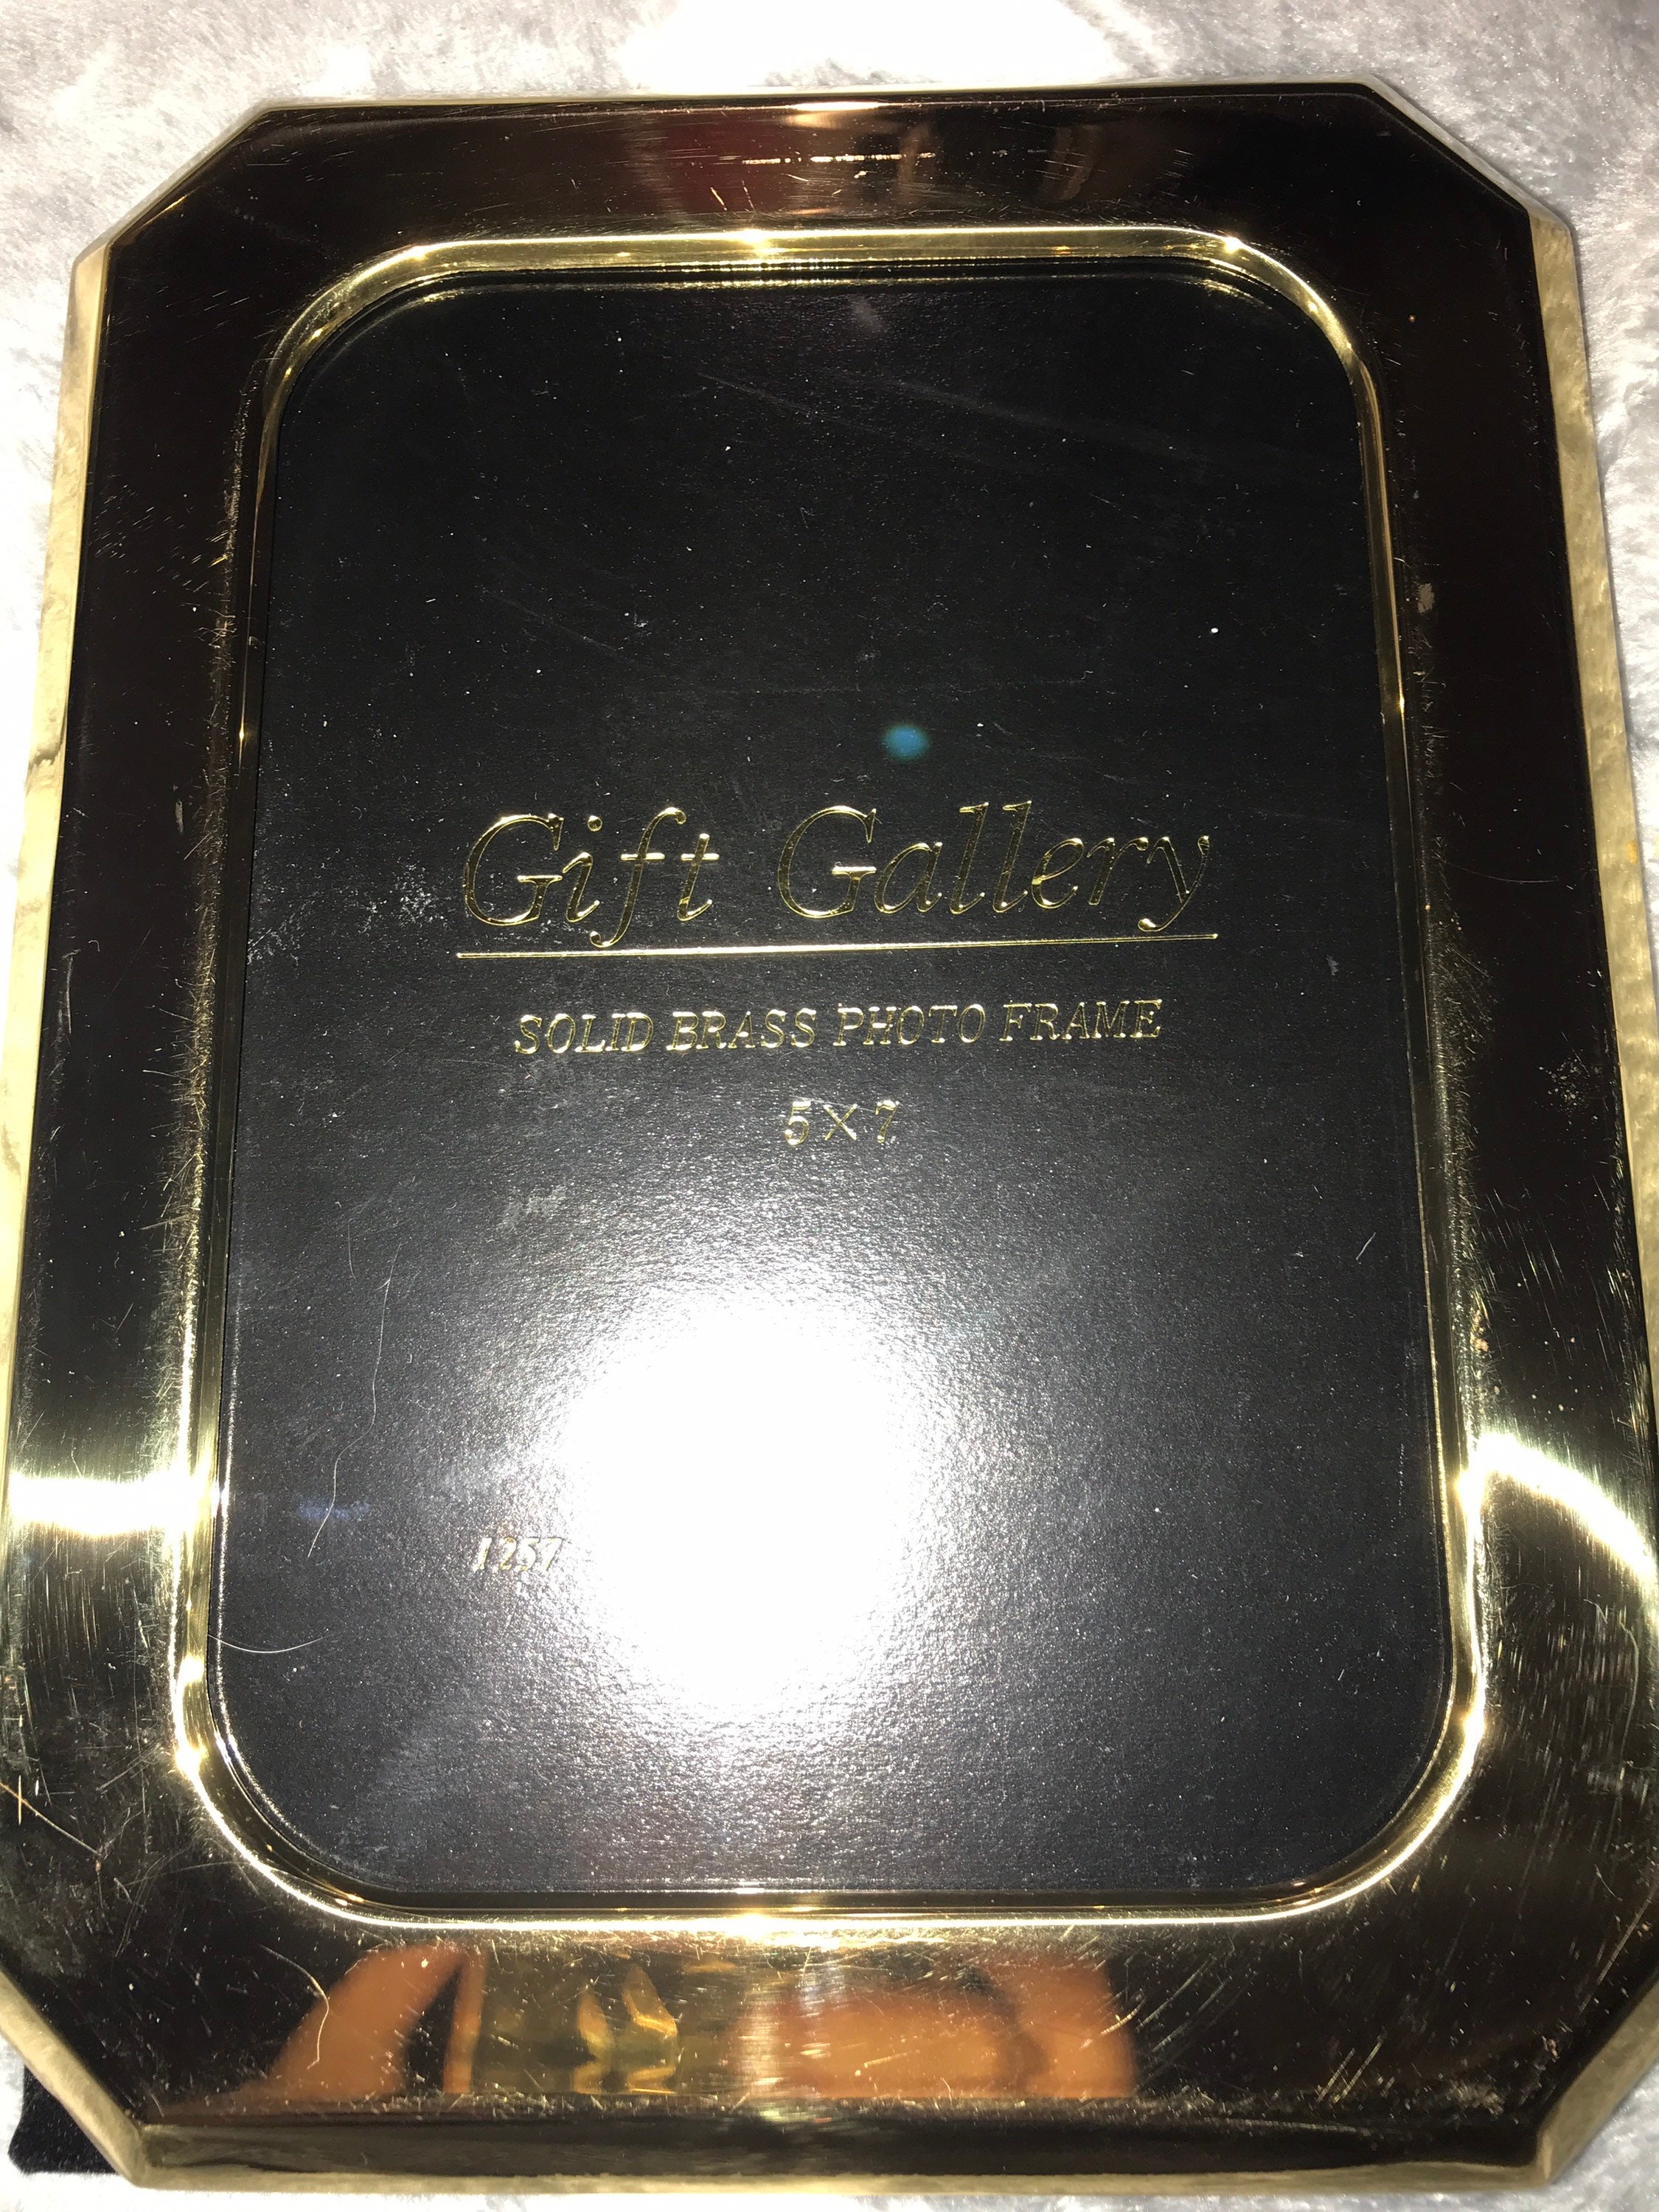 Gift Gallery
SOLID BRASS PHOTO FRAME
5×7
1257